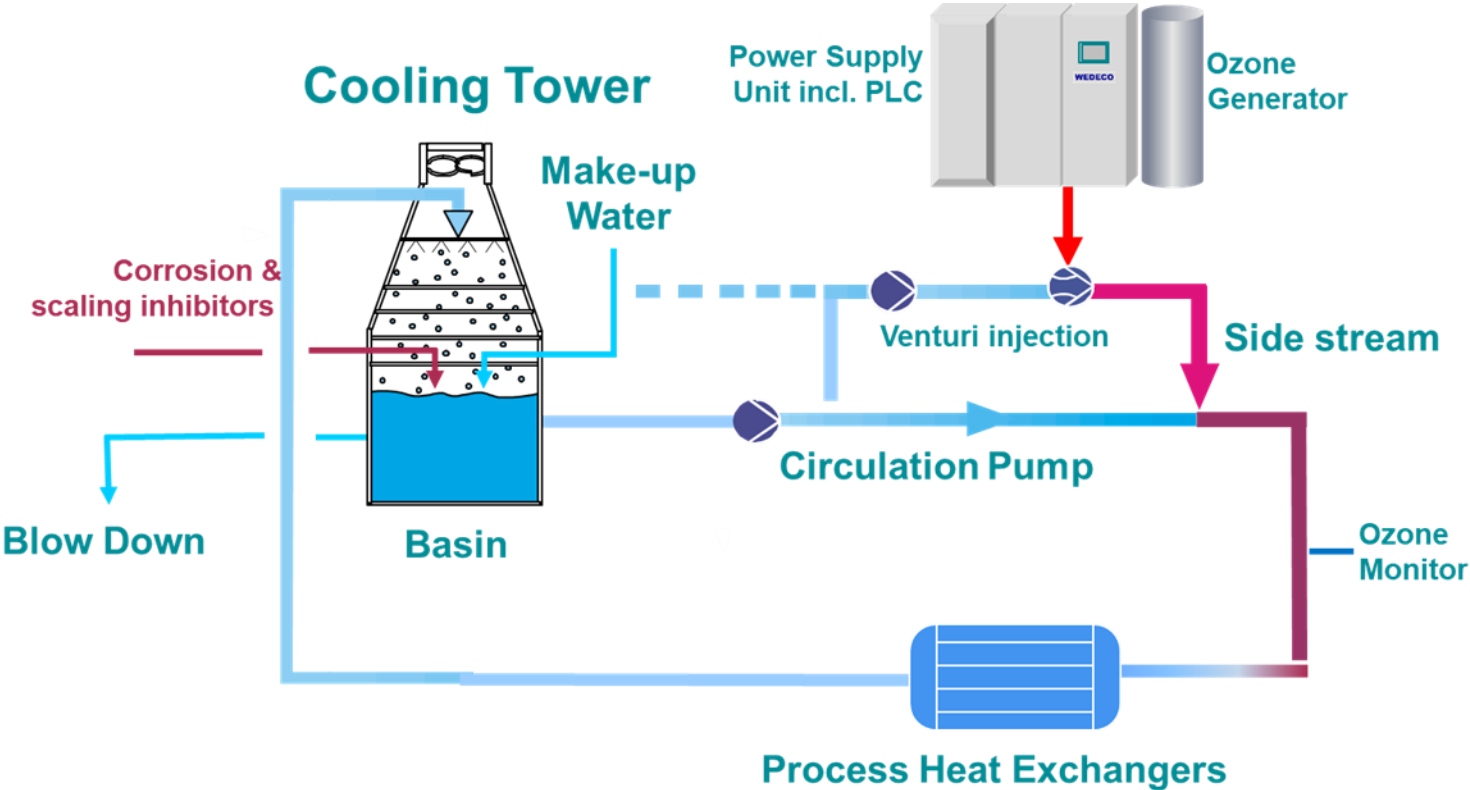 Cooling Tower
Power Supply
Unit incl. PLC
WEDECO
Ozone
Generator
Make-up
Water
Corrosion &
scaling inhibitors
Venturi injection
Side stream
Circulation Pump
Blow Down
Basin
Ozone
Monitor
Process Heat Exchangers